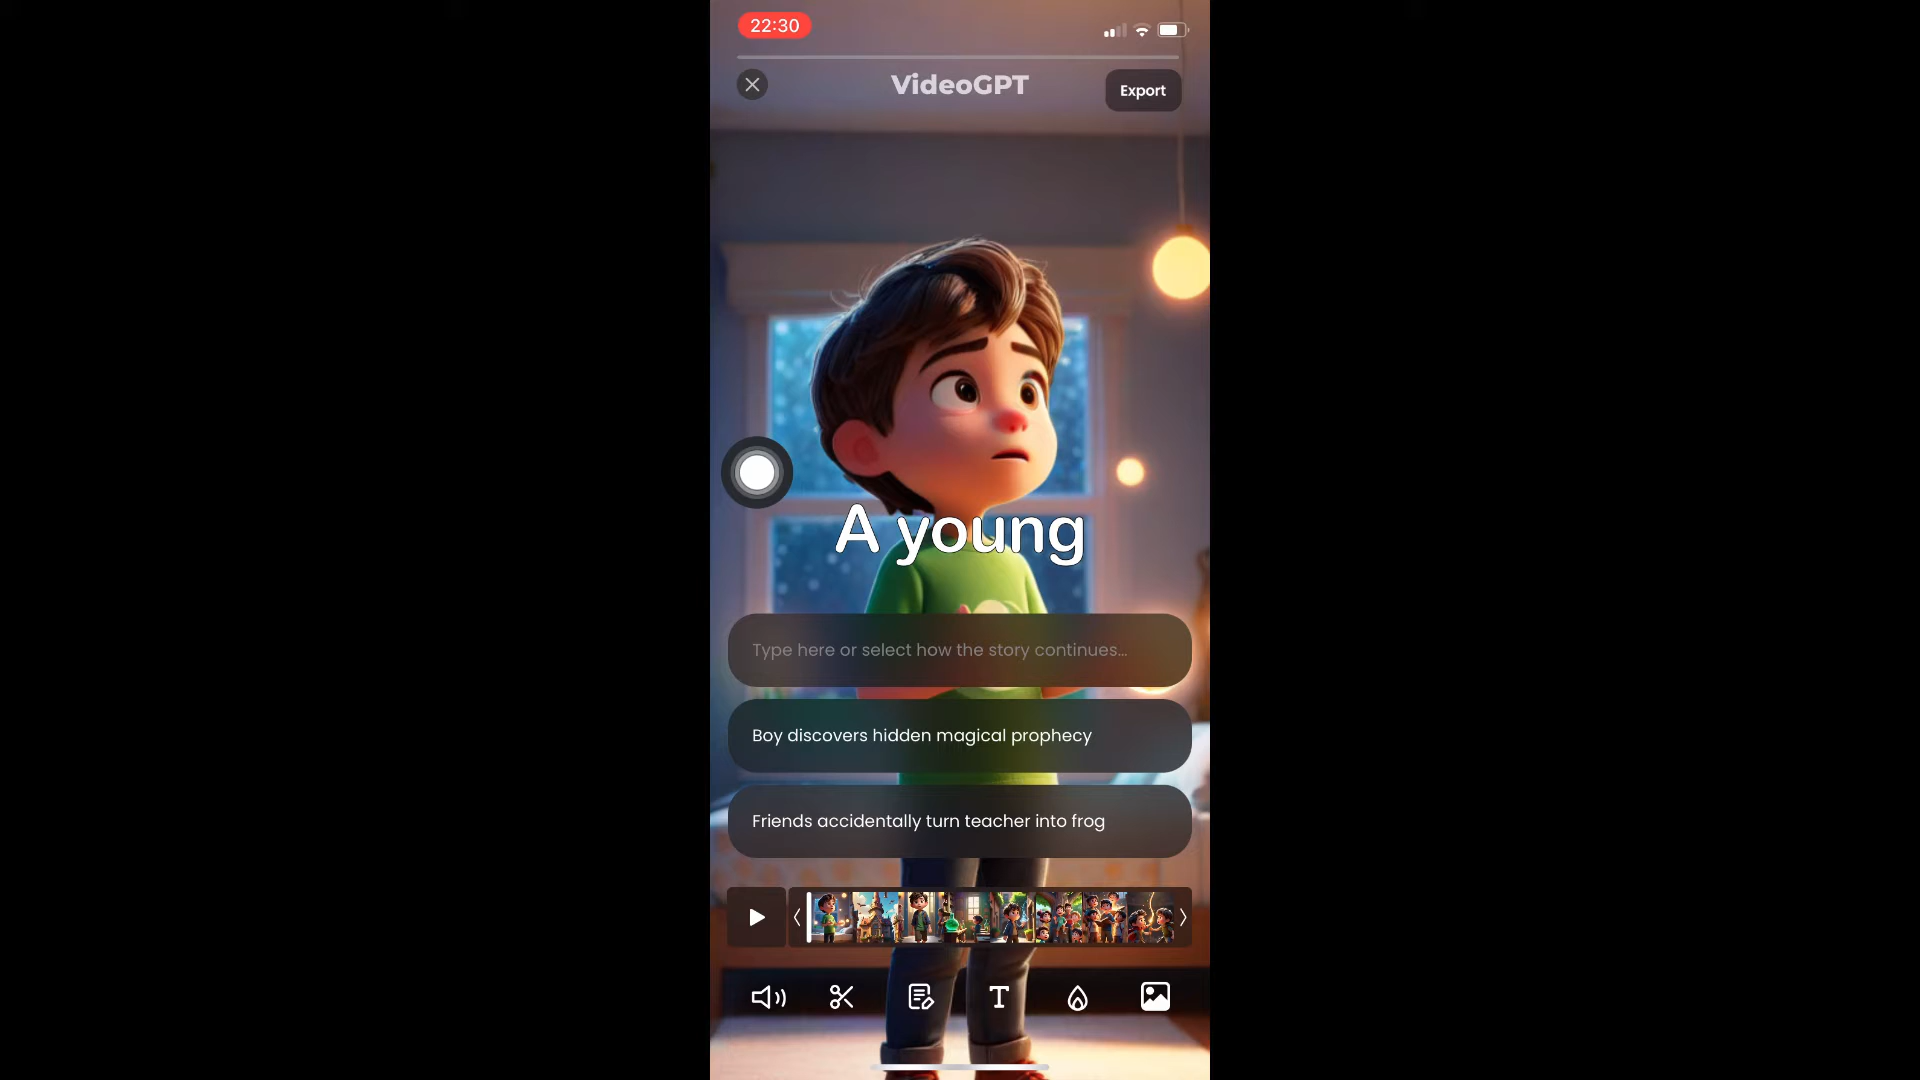 22:30
VideoGPT
Export
A young
Type here or select how the story continues...
Boy discovers hidden magical prophecy
Friends accidentally turn teacher into frog
T